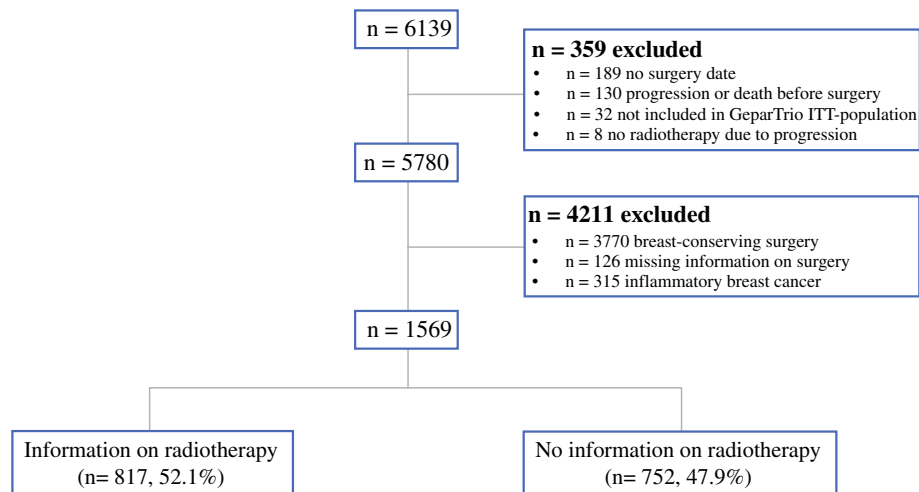 n = 6139
n = 359 excluded
• n = 189 no surgery date
• n = 130 progression or death before surgery
• n = 32 not included in GeparTrio ITT-population
• n = 8 no radiotherapy due to progression
n = 5780
n = 4211 excluded
• n = 3770 breast-conserving surgery
• n = 126 missing information on surgery
• n = 315 inflammatory breast cancer
n = 1569
Information on radiotherapy
(n= 817, 52.1%)
No information on radiotherapy
(n= 752, 47.9%)